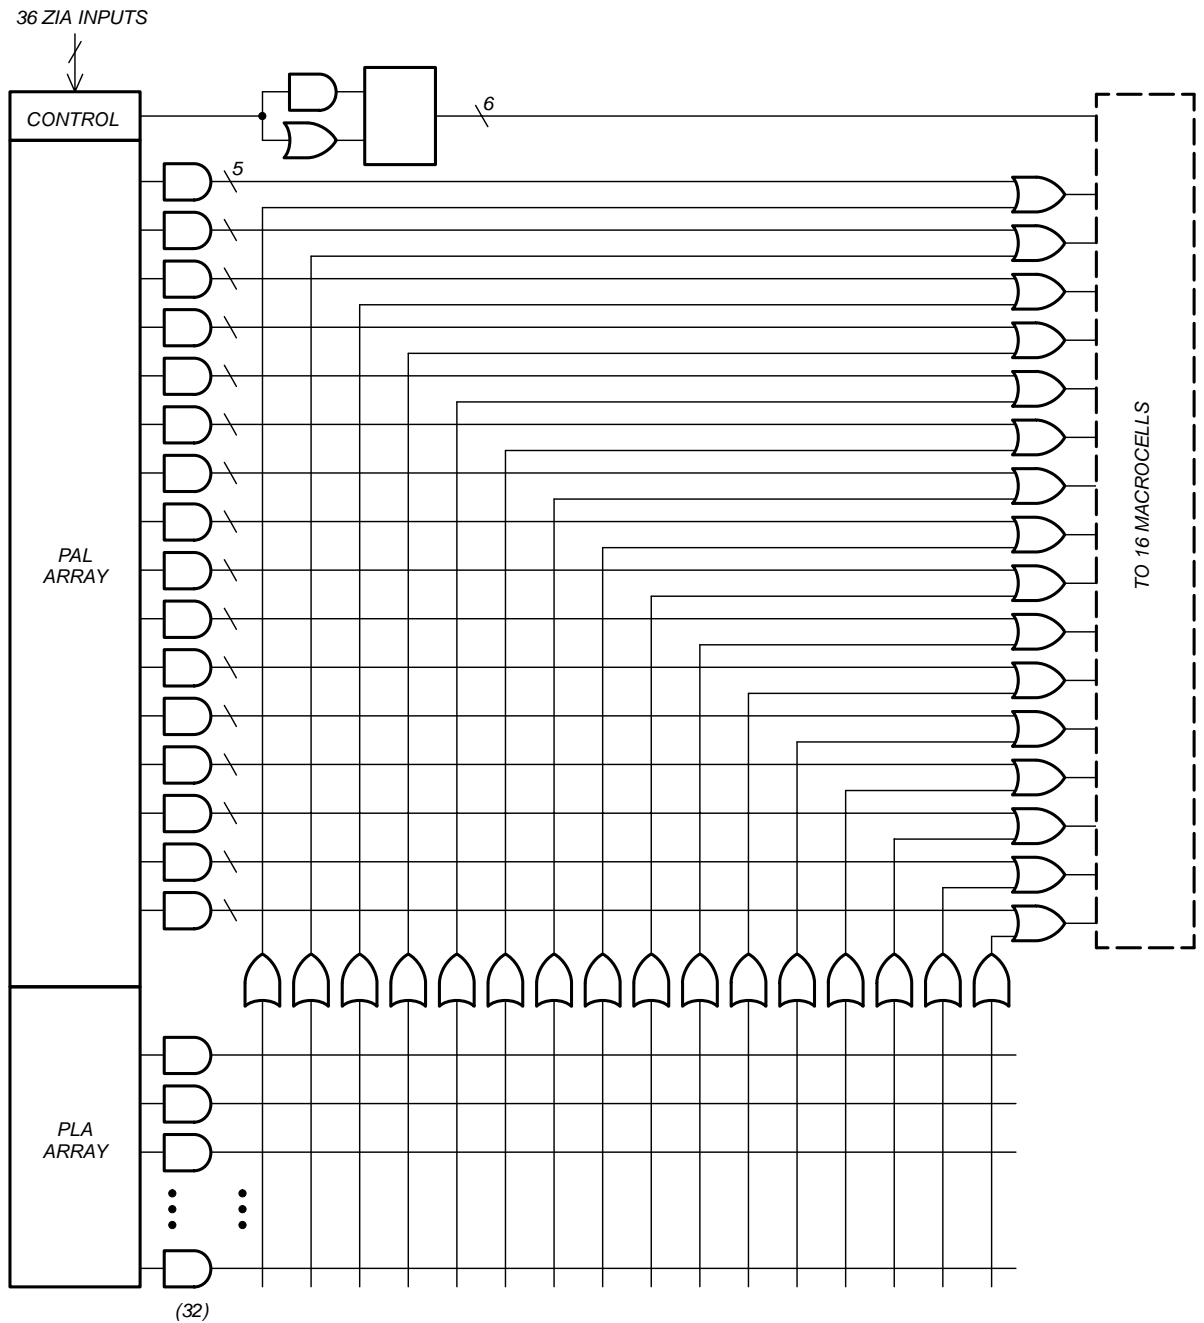 36 ZIA INPUTS
CONTROL
6
5
PAL
ARRAY
TO 16 MACROCELLS
PLA
ARRAY
(32)